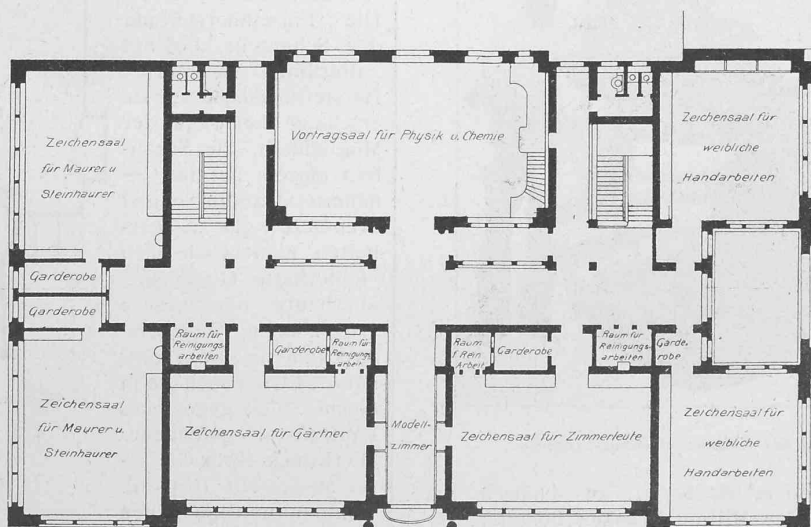 Zeichensaal
für Maurer u
Steinhaurer
Vortragsaal für Physik u. Chemie
Zeichensaal für
weibliche
Handarbeiten
Garderobe
Garderobe
Raum für
Reinigungs
arbeiten
Garderobe
Raum für
Reinigungs
arbeit.
Raum
f. Rein.
Arbeit
Garderobe
Raum für
Reinigungs
arbeiten
Garde-
robe
Zeichensaal
für Maurer u.
Steinhaurer
Zeichensaal für Gärtner
Modell-
zimmer
Zeichensaal für Zimmerleute
Zeichensaal für
weibliche
Handarbeiten